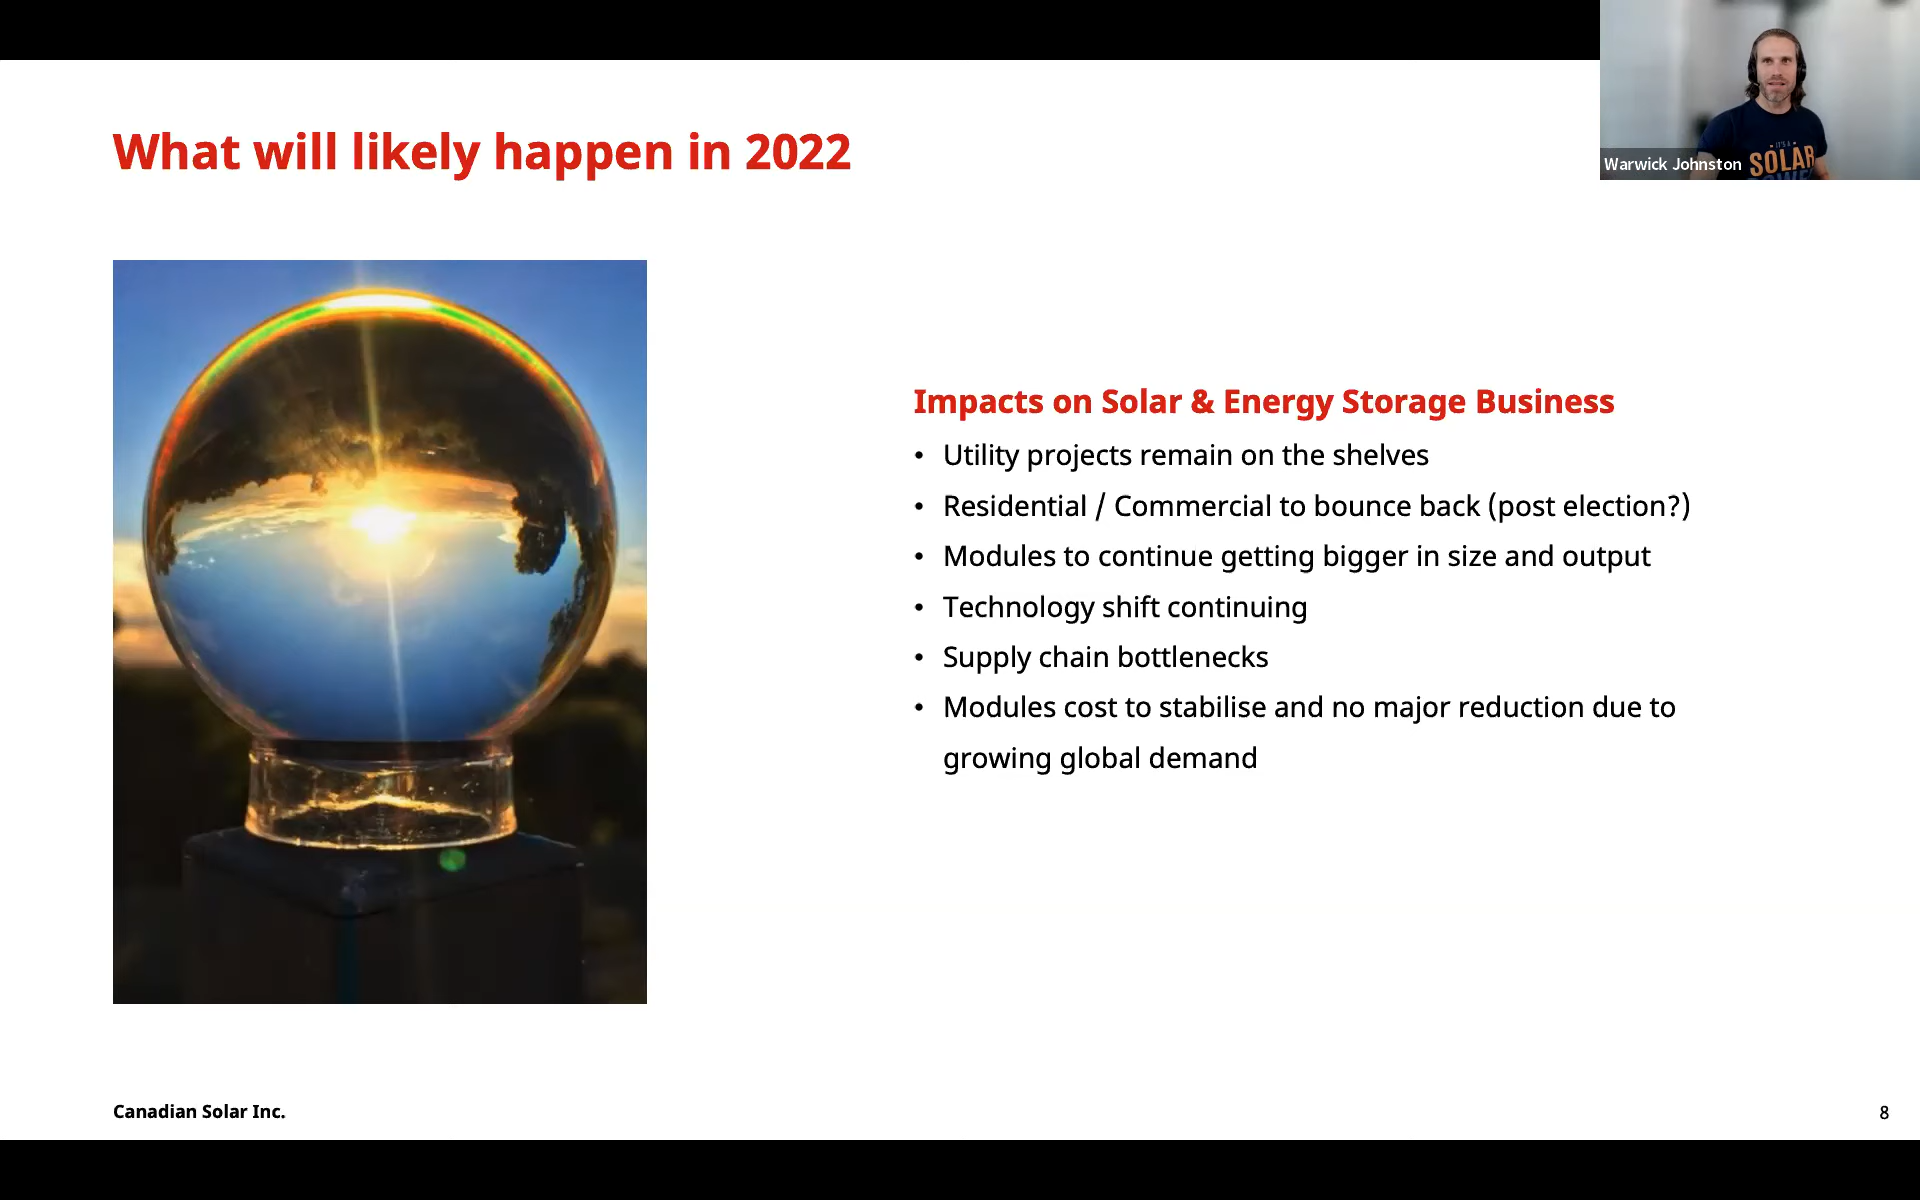 What will likely happen in 2022
IT'S A
SOLAR
POWER
Warwick Johnston
Impacts on Solar & Energy Storage Business
• Utility projects remain on the shelves
• Residential / Commercial to bounce back (post election?)
• Modules to continue getting bigger in size and output
• Technology shift continuing
• Supply chain bottlenecks
• Modules cost to stabilise and no major reduction due to
growing global demand
Canadian Solar Inc.
8